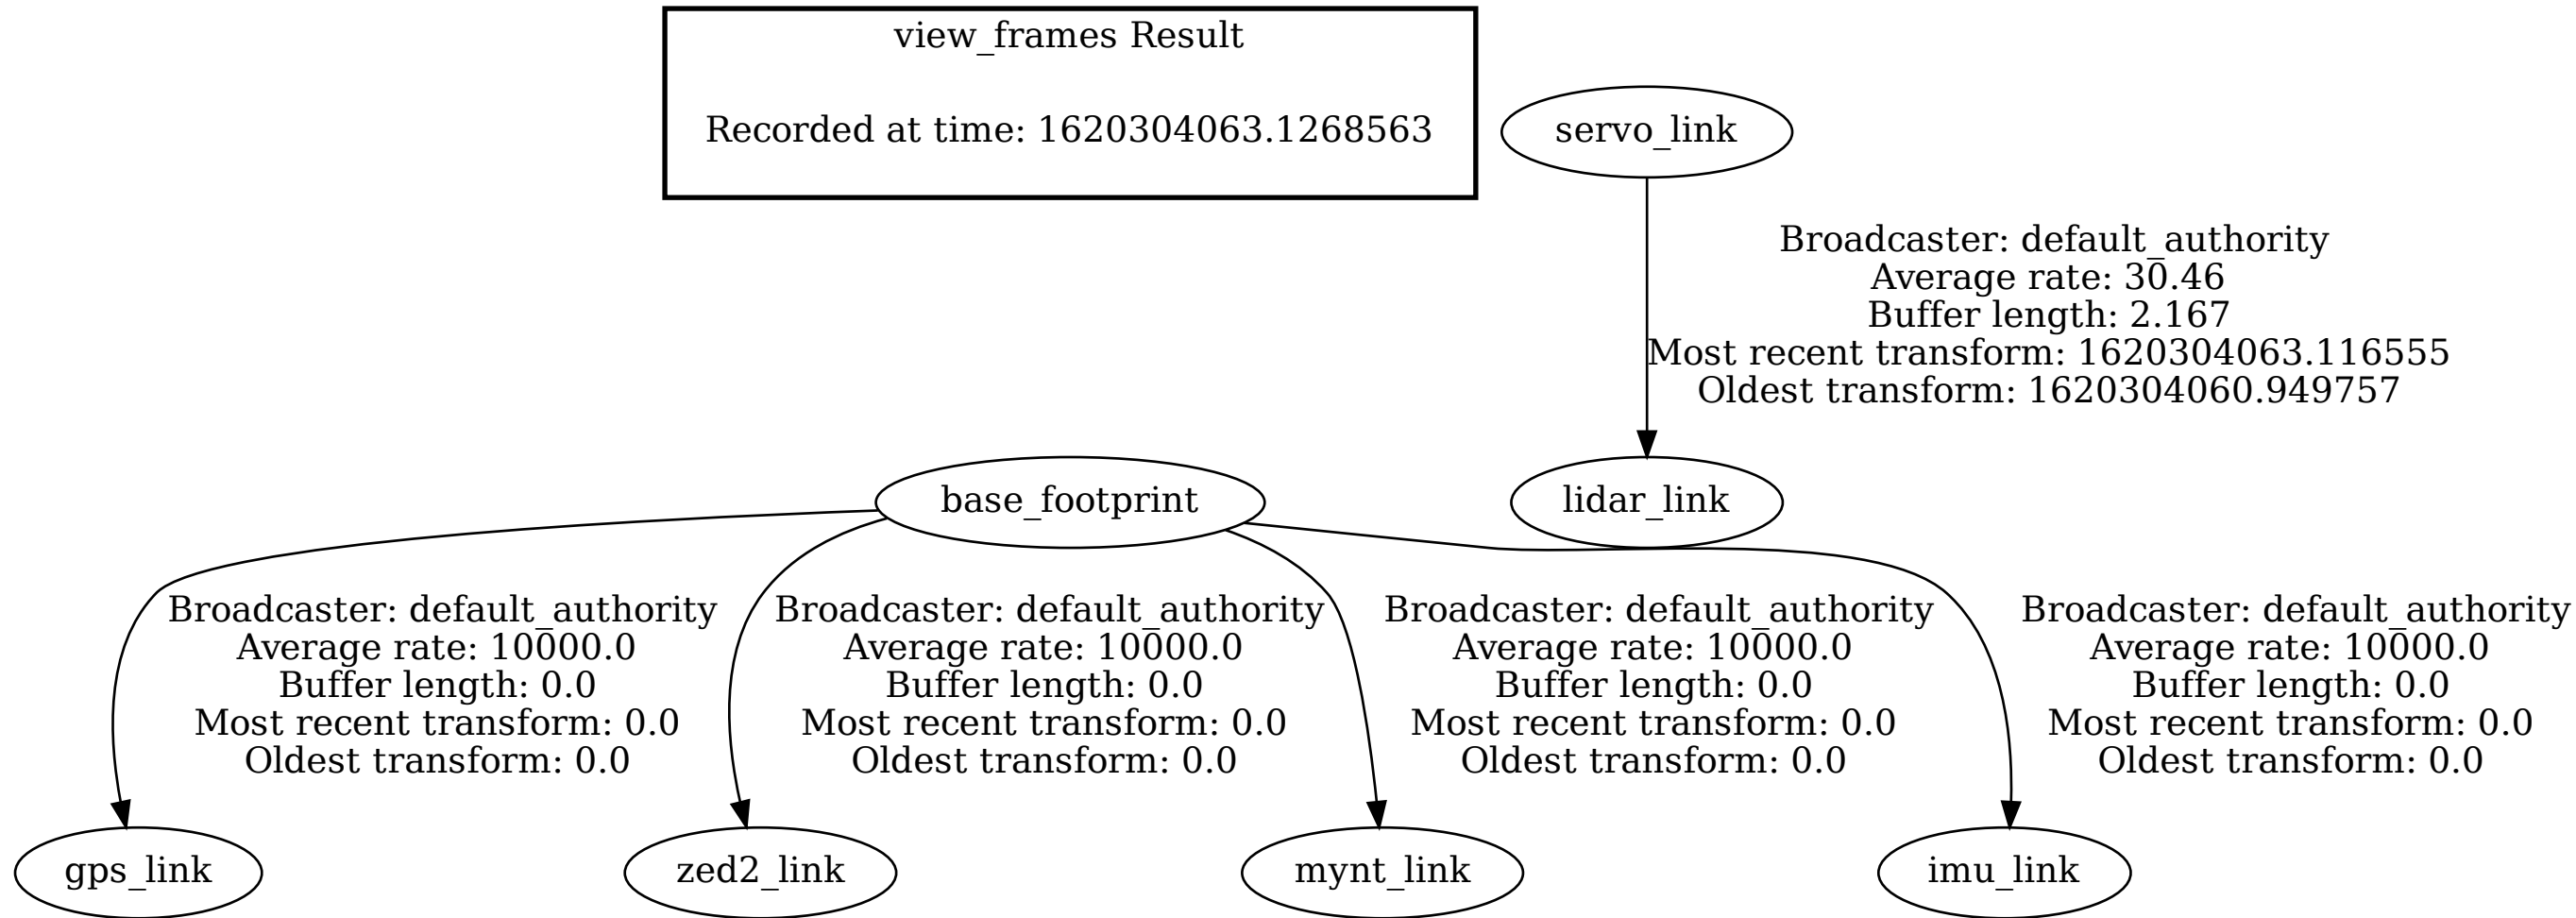 view_frames Result
Recorded at time: 1620304063.1268563
servo_link
Broadcaster: default_authority
Average rate: 30.46
Buffer length: 2.167
Most recent transform: 1620304063.116555
Oldest transform: 1620304060.949757
base_footprint
lidar_link
Broadcaster: default_authority
Average rate: 10000.0
Buffer length: 0.0
Most recent transform: 0.0
Oldest transform: 0.0
Broadcaster: default_authority
Average rate: 10000.0
Buffer length: 0.0
Most recent transform: 0.0
Oldest transform: 0.0
Broadcaster: default_authority
Average rate: 10000.0
Buffer length: 0.0
Most recent transform: 0.0
Oldest transform: 0.0
Broadcaster: default_authority
Average rate: 10000.0
Buffer length: 0.0
Most recent transform: 0.0
Oldest transform: 0.0
gps_link
zed2_link
mynt_link
imu_link